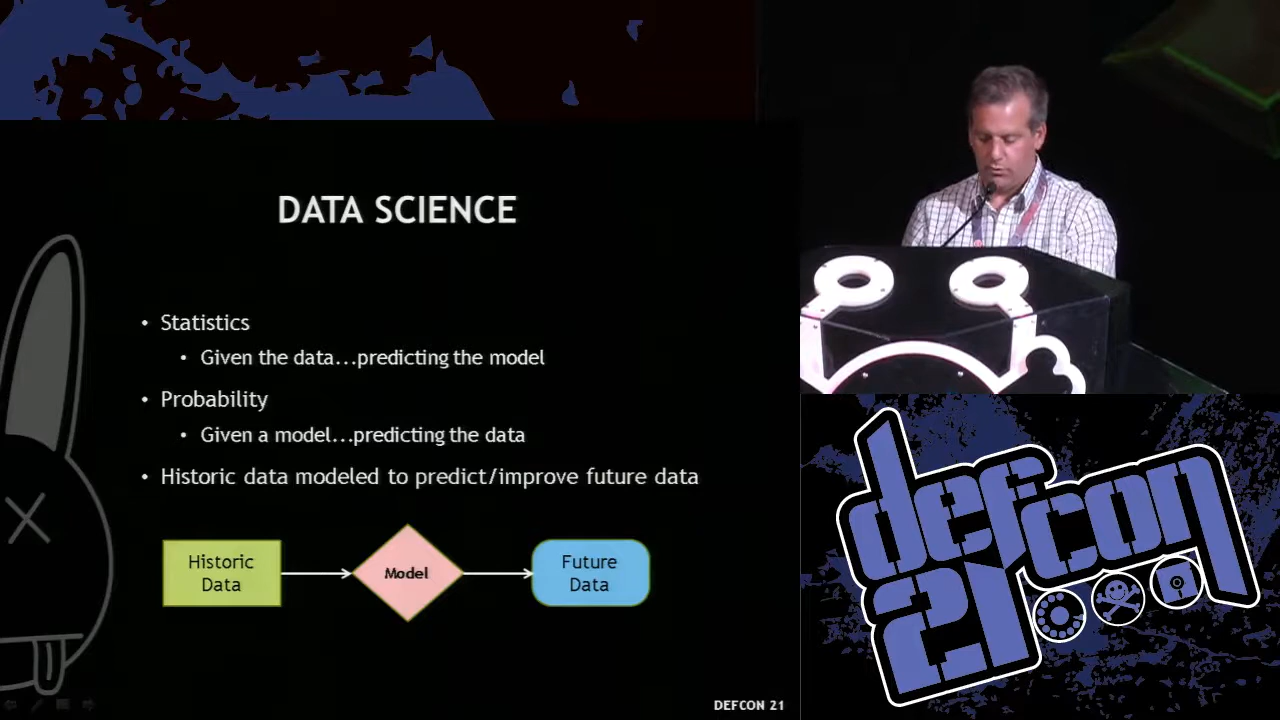 DATA SCIENCE
• Statistics
• Given the data...predicting the model
• Probability
• Given a model...predicting the data
• Historic data modeled to predict/improve future data
Historic
Data
Model
Future
Data
DEFCON 21
defcon
21